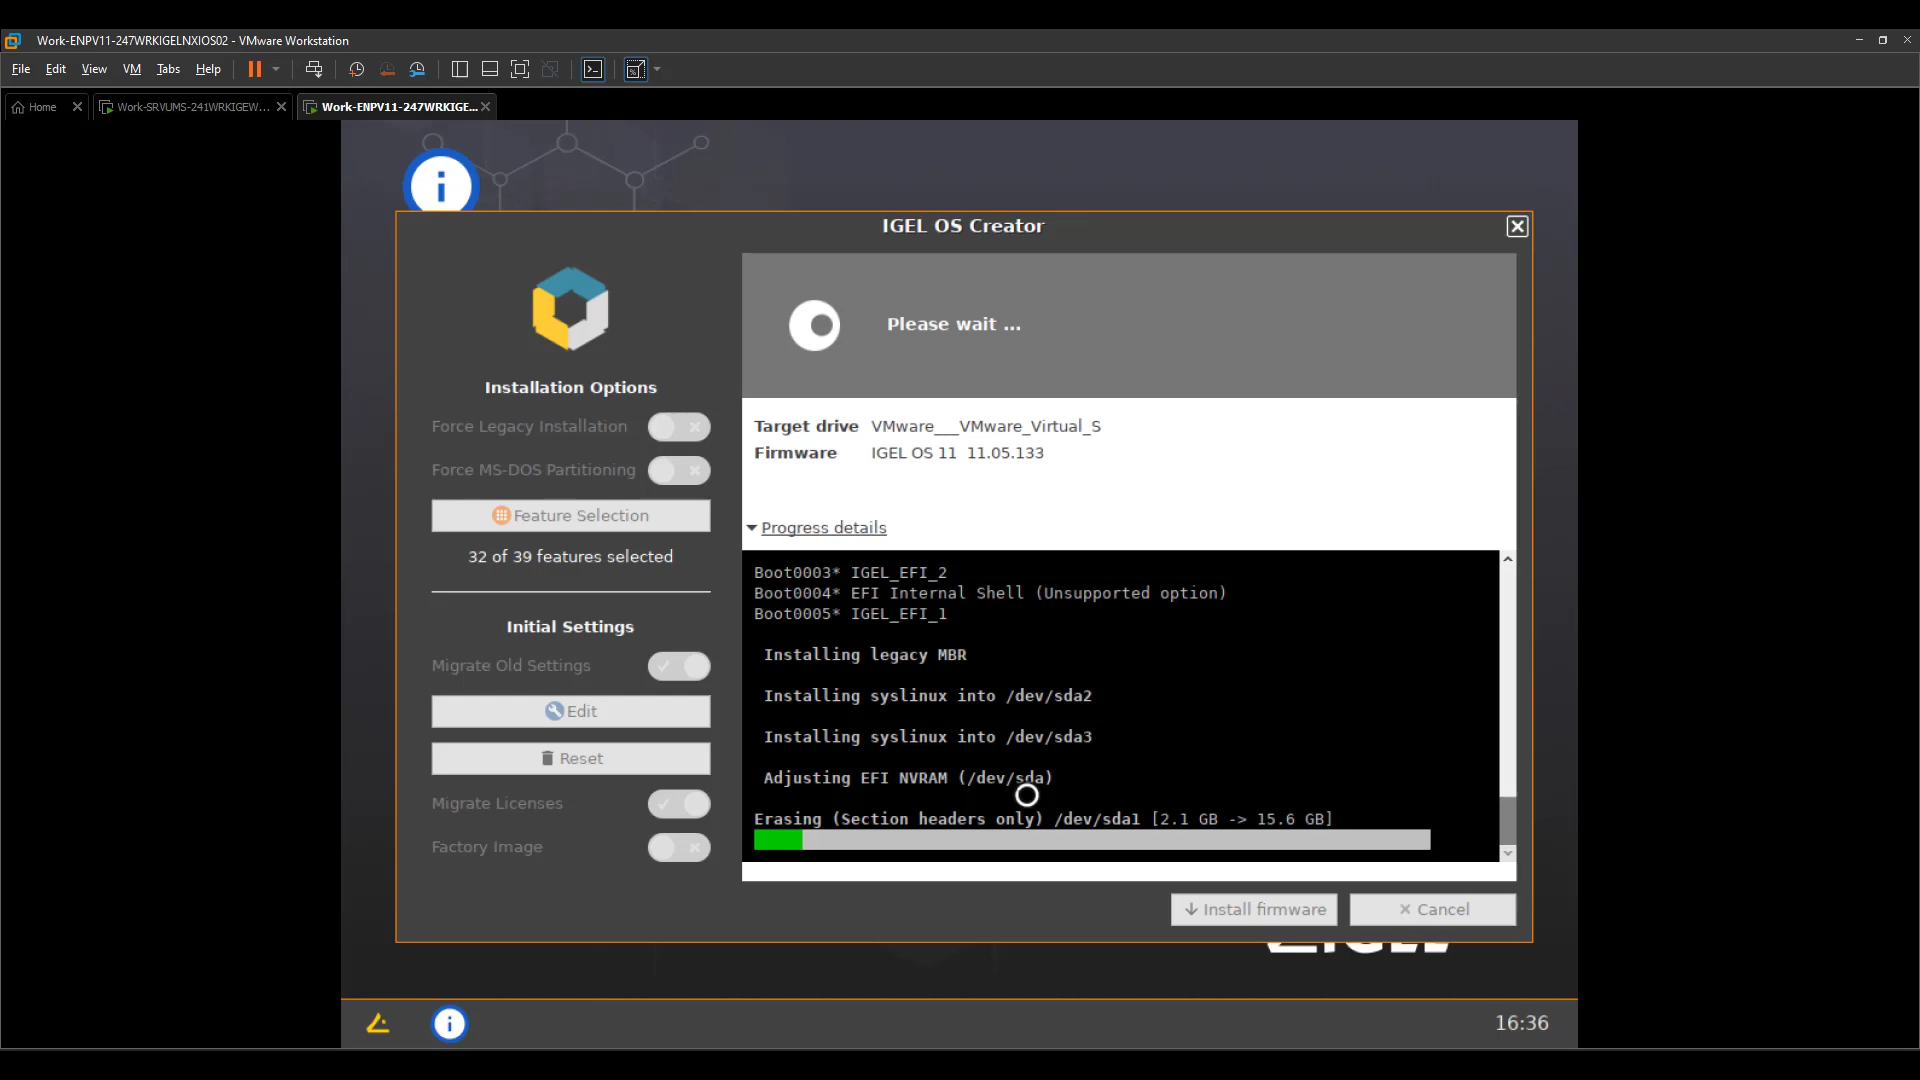 Work-ENPV11-247WRKIGELNXIOS02 - VMware Workstation
File Edit View VM Tabs Help
Home
Work-SRVUMS-241WRKIGEW...
Work-ENPV11-247WRKIGE...
IGEL OS Creator
Installation Options
Force Legacy Installation
Force MS-DOS Partitioning
Feature Selection
32 of 39 features selected
Initial Settings
Migrate Old Settings
Edit
Reset
Migrate Licenses
Factory Image
Please wait ...
Target drive VMware___VMware_Virtual_S
Firmware IGEL OS 11 11.05.133
Progress details
Boot0003* IGEL_EFI_2
Boot0004* EFI Internal Shell (Unsupported option)
Boot0005* IGEL_EFI_1
Installing legacy MBR
Installing syslinux into /dev/sda2
Installing syslinux into /dev/sda3
Adjusting EFI NVRAM (/dev/sda)
Erasing (Section headers only) /dev/sda1 [2.1 GB -> 15.6 GB]
Install firmware
Cancel
16:36